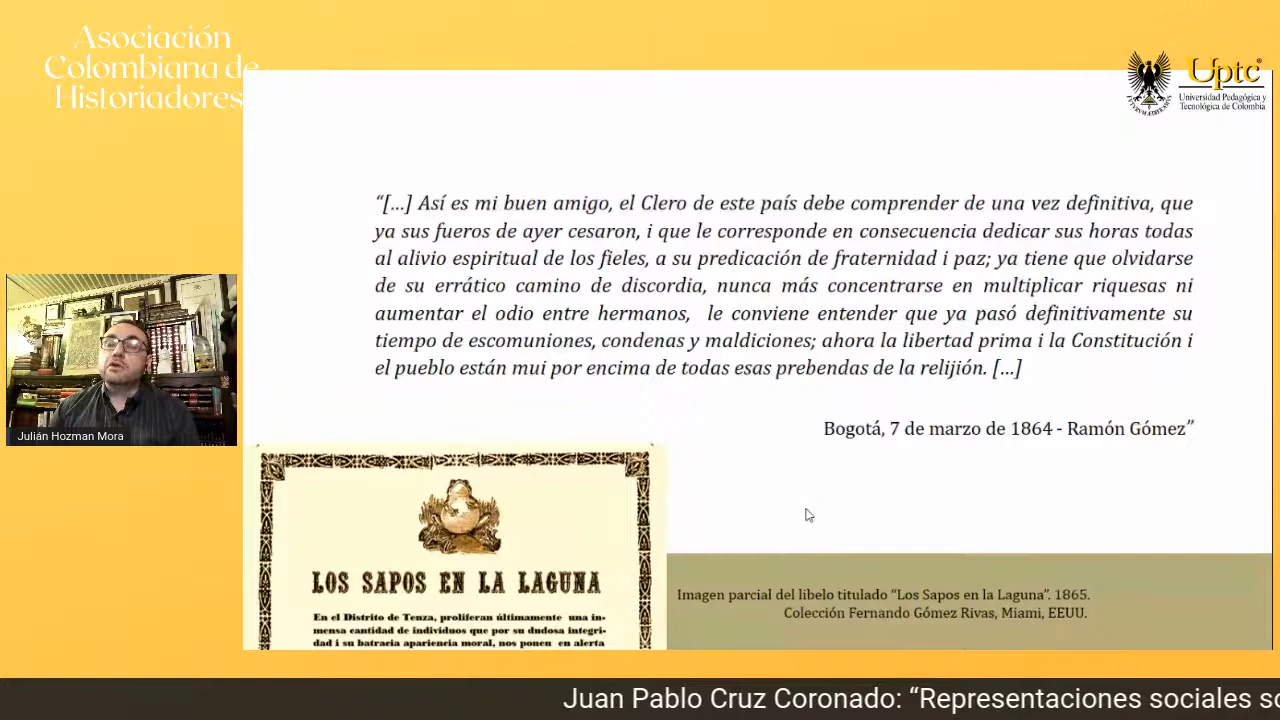 Asociación
Colombiana de
Historiadores
Uptc®
Universidad Pedagógica y
Tecnológica de Colombia
“[...] Así es mi buen amigo, el Clero de este país debe comprender de una vez definitiva, que
ya sus fueros de ayer cesaron, i que le corresponde en consecuencia dedicar sus horas todas
al alivio espiritual de los fieles, a su predicación de fraternidad i paz; ya tiene que olvidarse
de su errático camino de discordia, nunca más concentrarse en multiplicar riquesas ni
aumentar el odio entre hermanos, le conviene entender que ya pasó definitivamente su
tiempo de escomuniones, condenas y maldiciones; ahora la libertad prima i la Constitución i
el pueblo están mui por encima de todas esas prebendas de la relijión. [...]
Bogotá, 7 de marzo de 1864 - Ramón Gómez”
Julián Hozman Mora
LOS SAPOS EN LA LAGUNA
En el Distrito de Tenza, proliferan últimamente una in-
mensa cantidad de individuos que por su dudosa integri-
dad i su batracia apariencia moral, nos ponen en alerta
Imagen parcial del libelo titulado “Los Sapos en la Laguna”. 1865.
Colección Fernando Gómez Rivas, Miami, EEUU.
Juan Pablo Cruz Coronado: “Representaciones sociales so